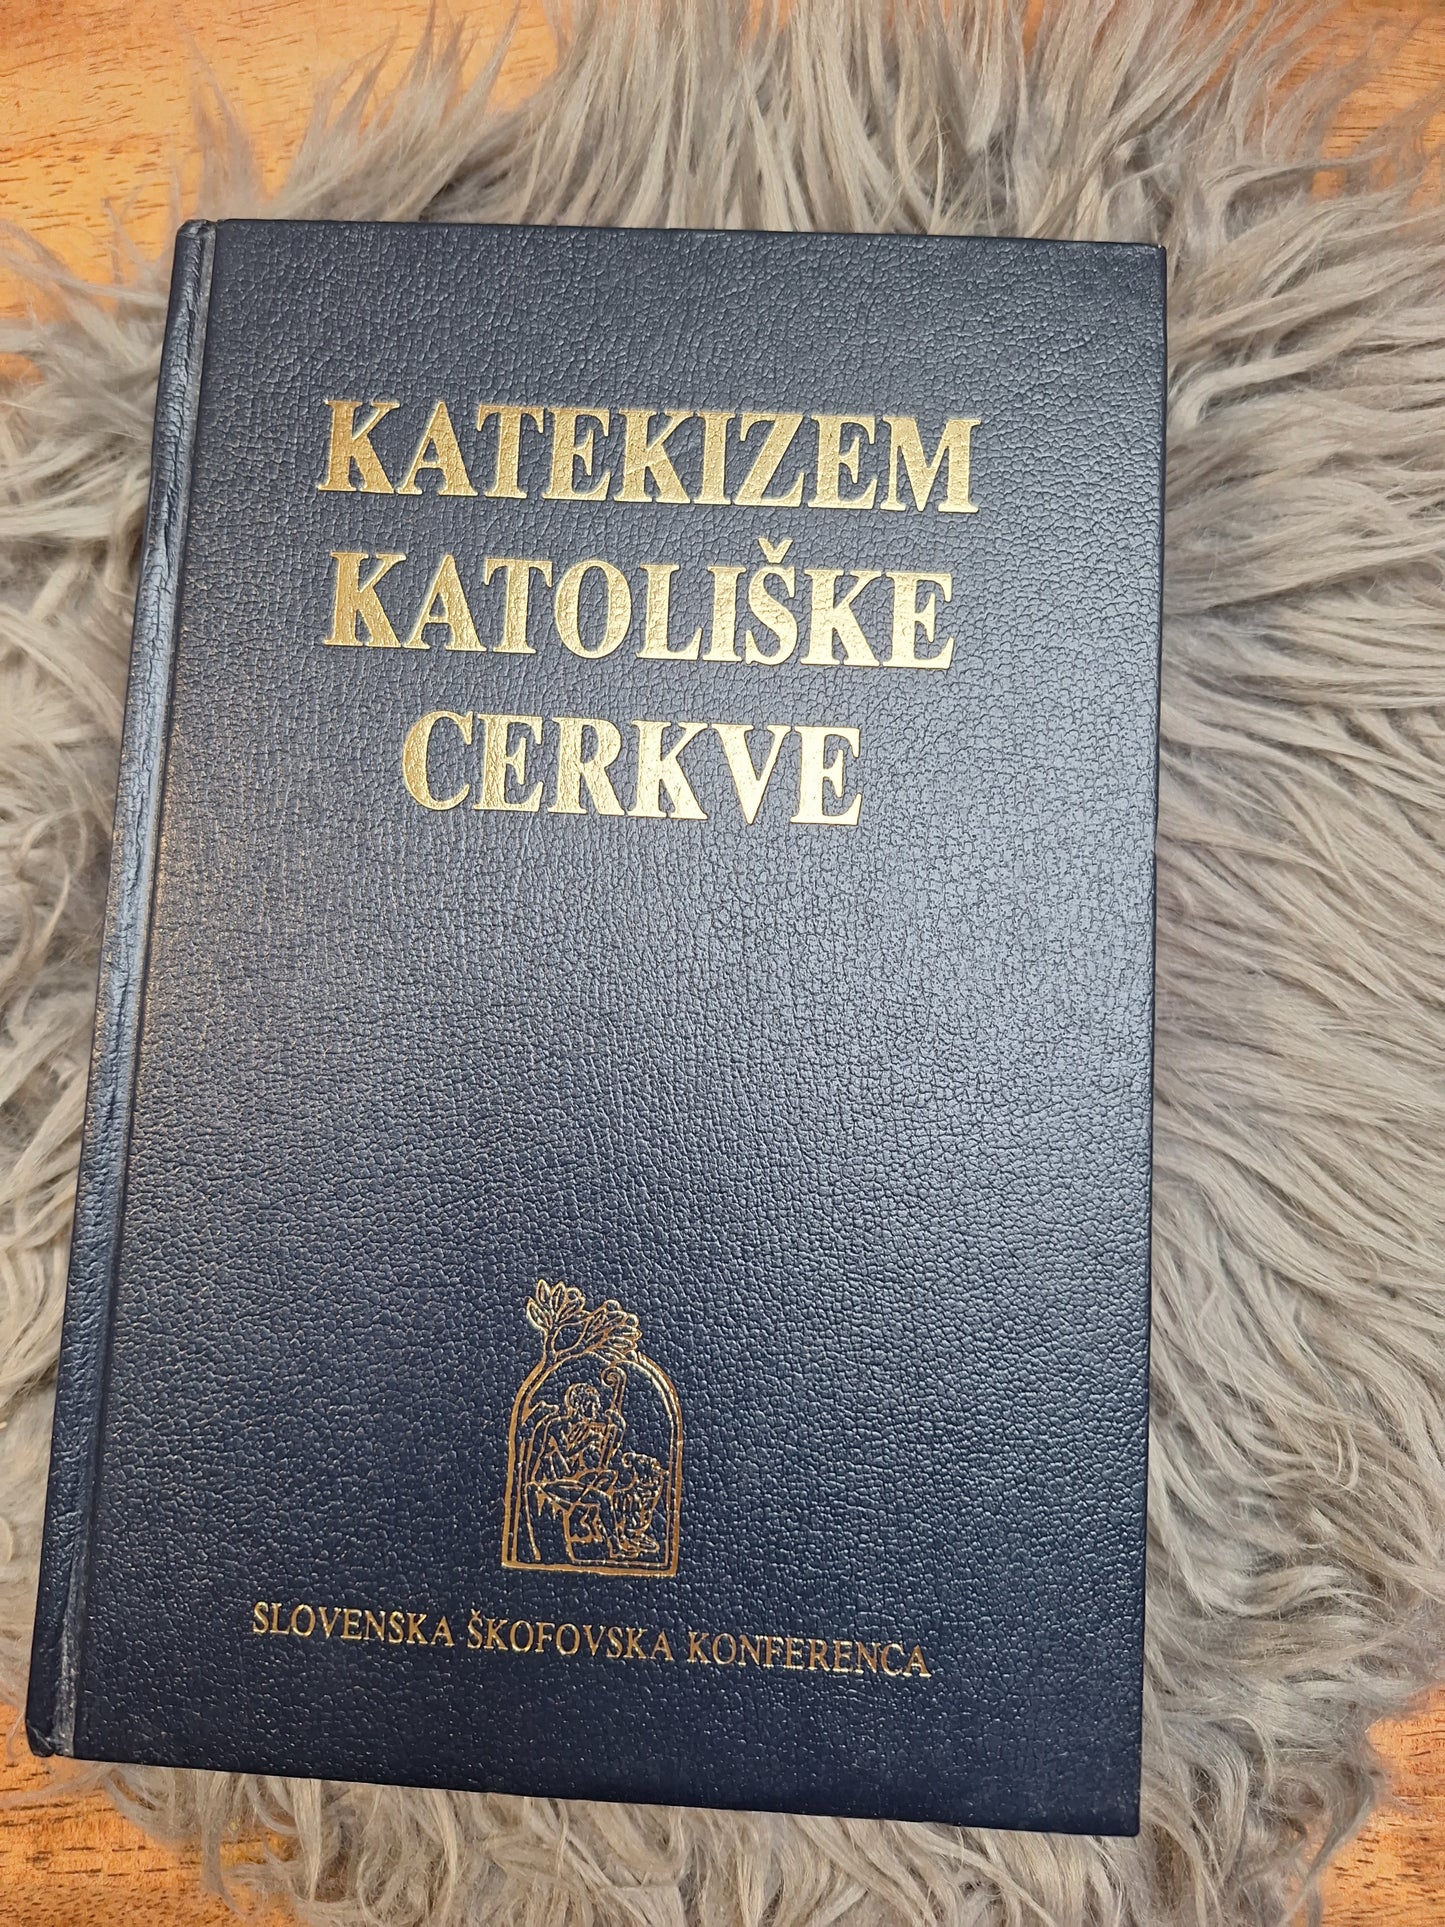 KATEKIZEM
KATOLIŠKE
CERKVE
SLOVENSKA ŠKOFOVSKA KONFERENCA